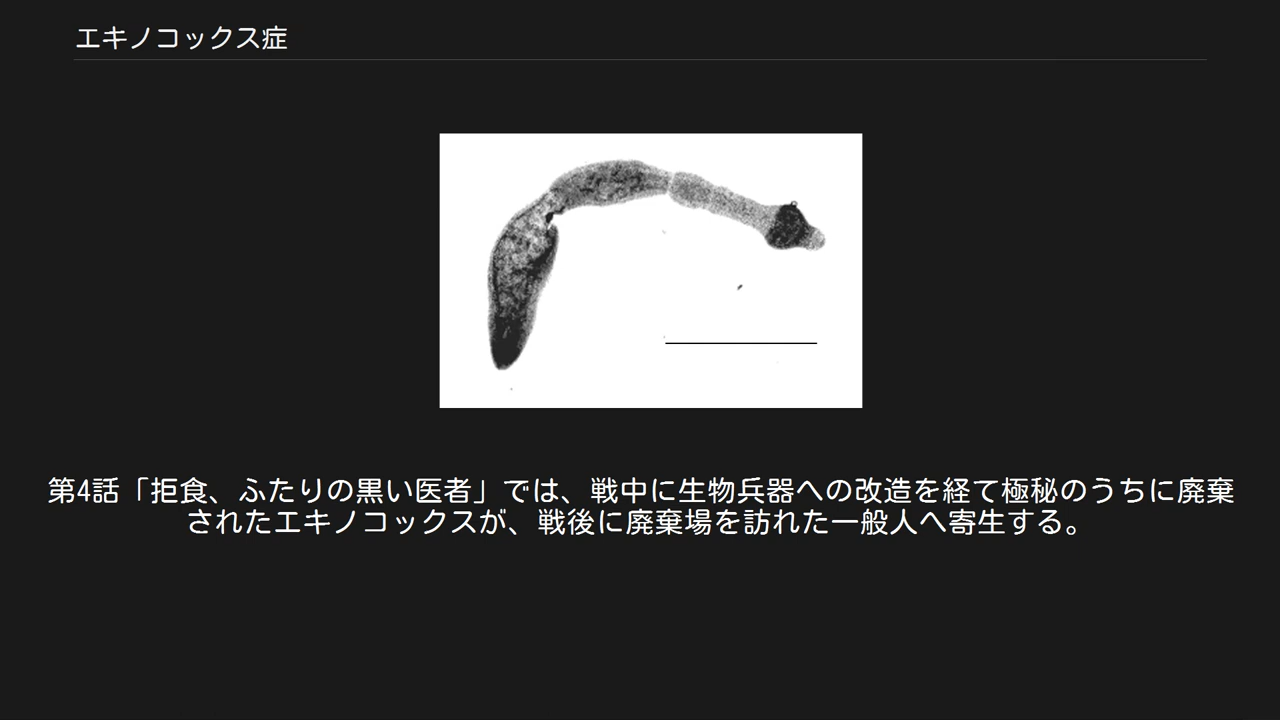 エキノコックス症
第4話「拒食、ふたりの黒い医者」では、戦中に生物兵器への改造を経て極秘のうちに廃棄
されたエキノコックスが、戦後に廃棄場を訪れた一般人へ寄生する。